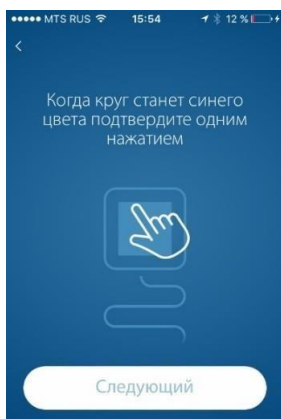 MTS RUS 15:54 12 %
Когда круг станет синего
цвета подтвердите одним
нажатием
Следующий